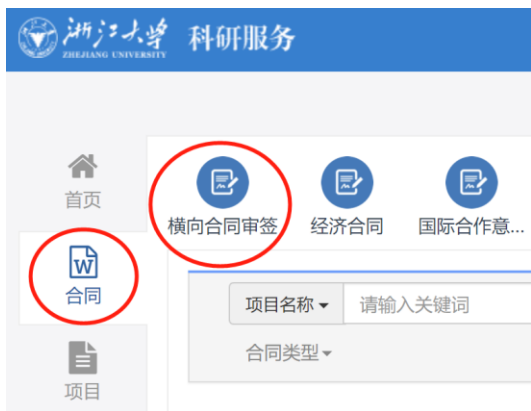 浙江大学 科研服务
ZHEJIANG UNIVERSITY
首页
横向合同审签 经济合同 国际合作意...
W
合同
项目名称 请输入关键词
合同类型
项目